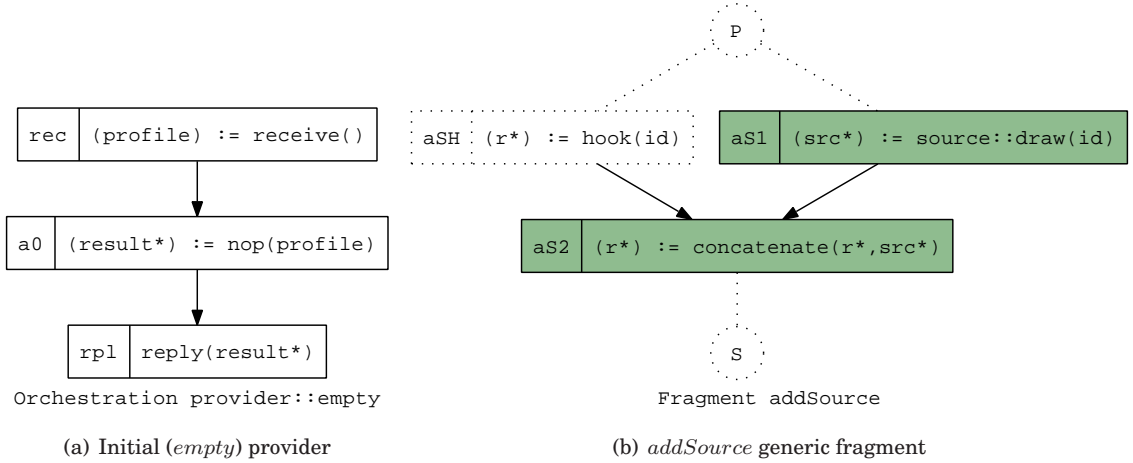 P
rec (profile) := receive()
aSH (r*) := hook(id)
aS1 (src*) := source::draw(id)
a0 (result*) := nop(profile)
aS2 (r*) := concatenate(r*,src*)
rpl reply(result*)
S
Orchestration provider::empty
Fragment addSource
(a) Initial (empty) provider
(b) addSource generic fragment